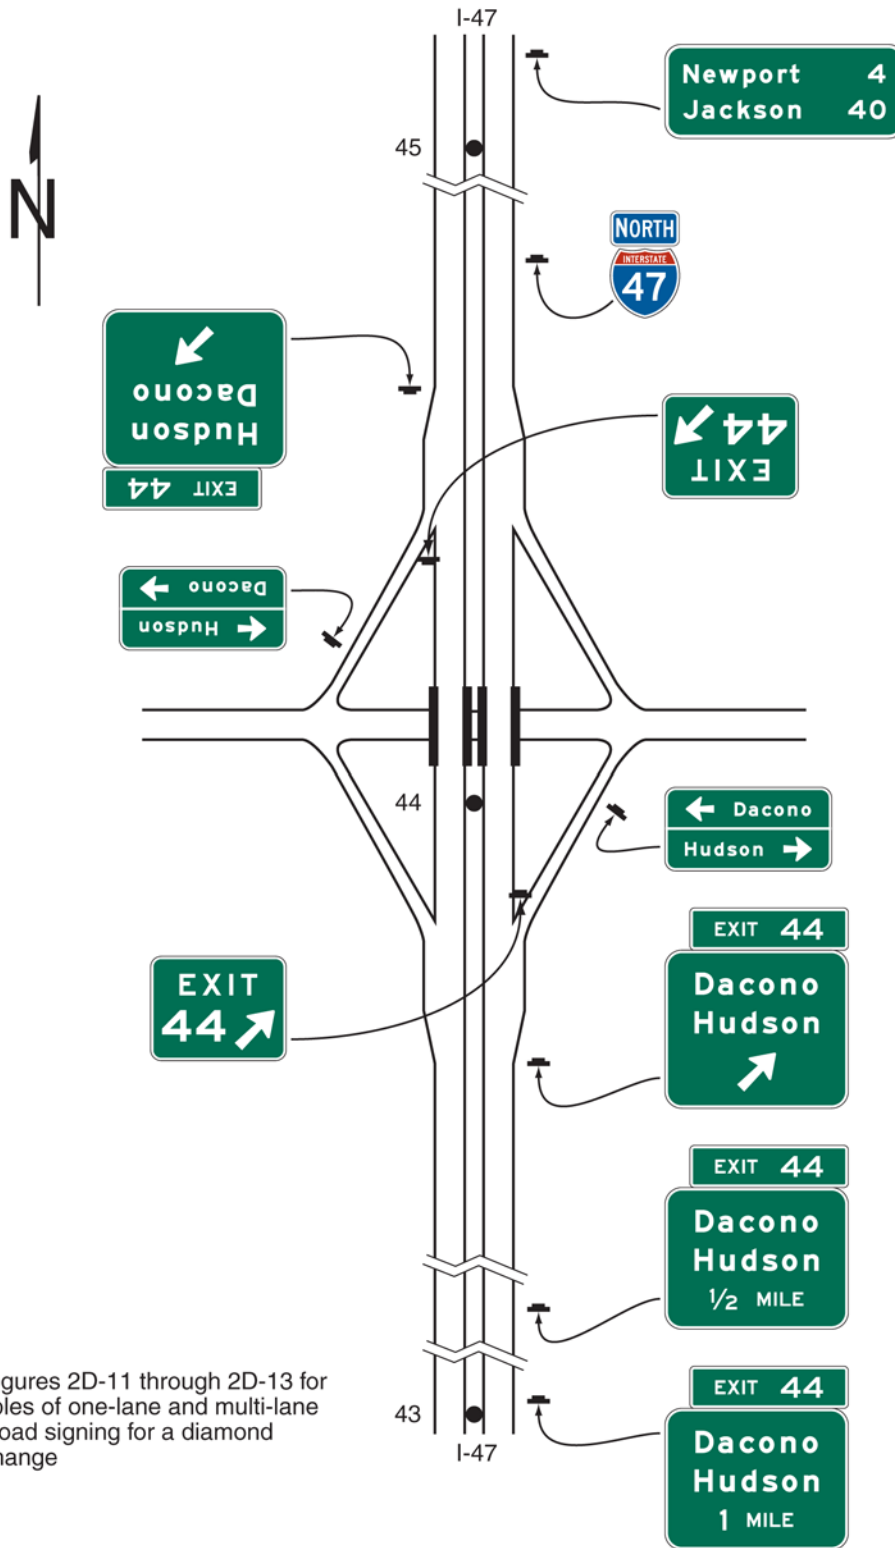 I-47
Newport 4
Jackson 40
45
N
NORTH
INTERSTATE
47
Hudson
Dacono
EXIT 44
EXIT
44
Dacono
Hudson
44
Dacono
Hudson
EXIT 44
Dacono
Hudson
EXIT
44
EXIT 44
Dacono
Hudson
1/2 MILE
gures 2D-11 through 2D-13 for
ples of one-lane and multi-lane
oad signing for a diamond
hange
43
I-47
EXIT 44
Dacono
Hudson
1 MILE